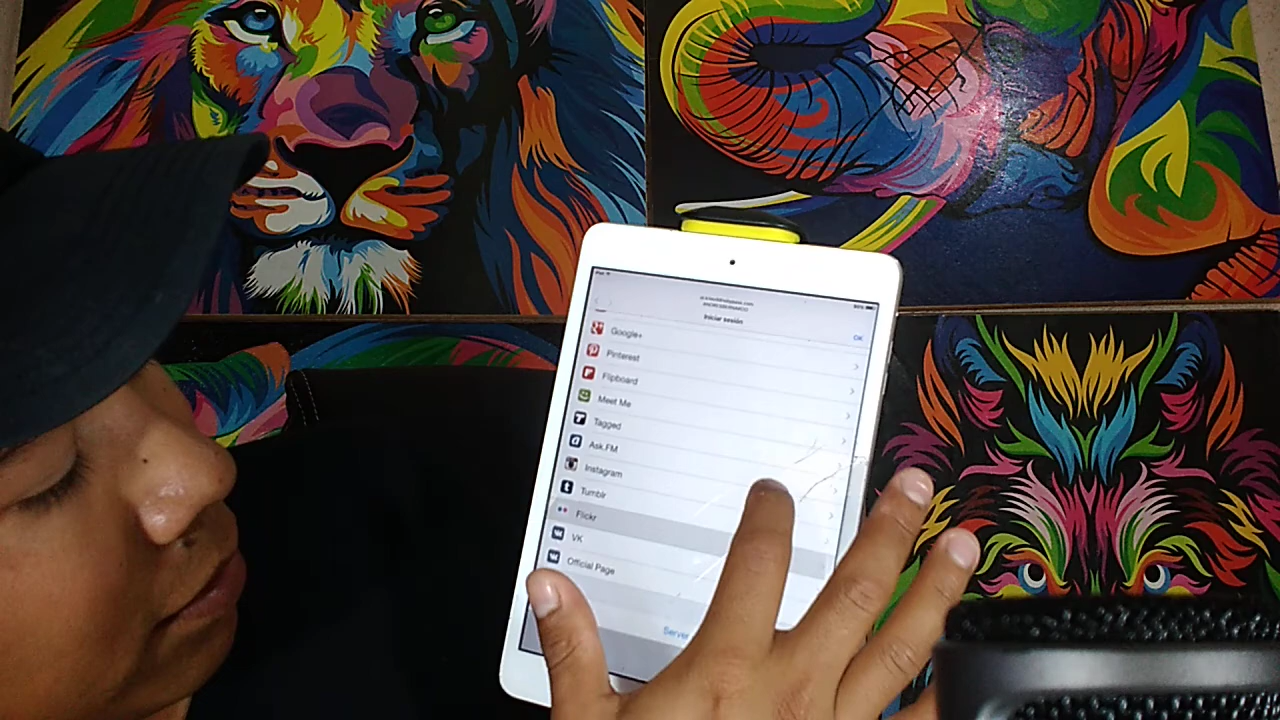 Iniciar sesión
OK
Google+
Pinterest
Flipboard
Meet Me
Tagged
Ask.FM
Instagram
Tumblr
Flickr
VK
Official Page
Server